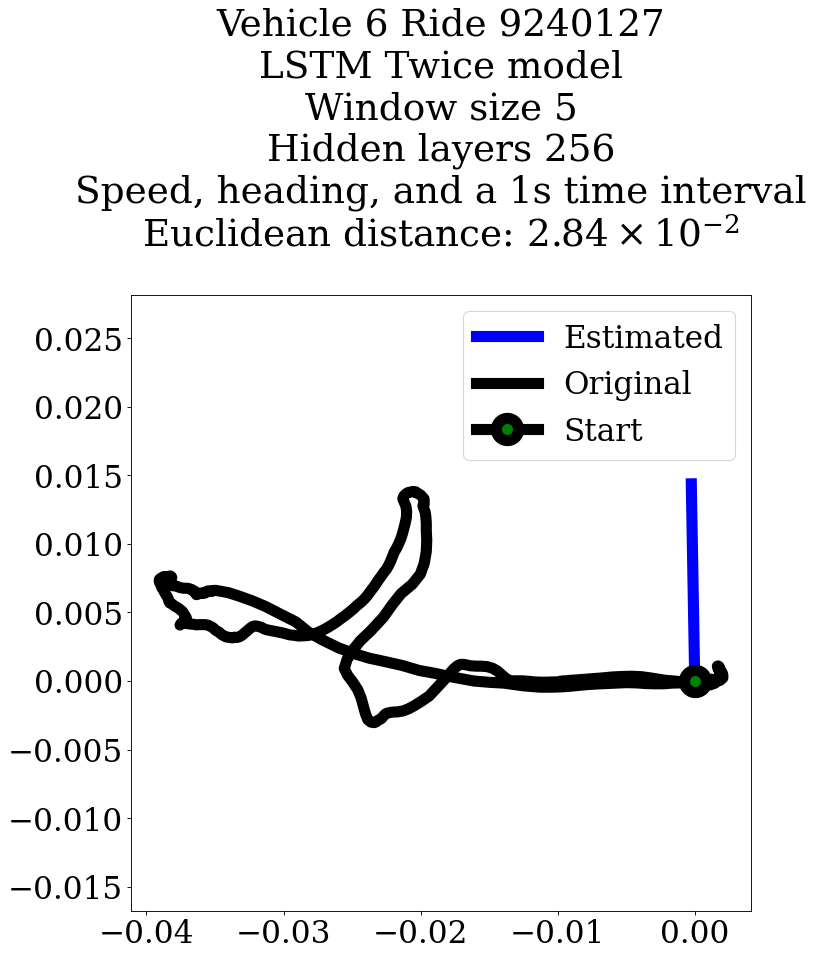 Vehicle 6 Ride 9240127
LSTM Twice model
Window size 5
Hidden layers 256
Speed, heading, and a 1s time interval
Euclidean distance: 2.84 × 10⁻²
Estimated
Original
Start
0.025
0.020
0.015
0.010
0.005
0.000
−0.005
−0.010
−0.015
−0.04 −0.03 −0.02 −0.01 0.00